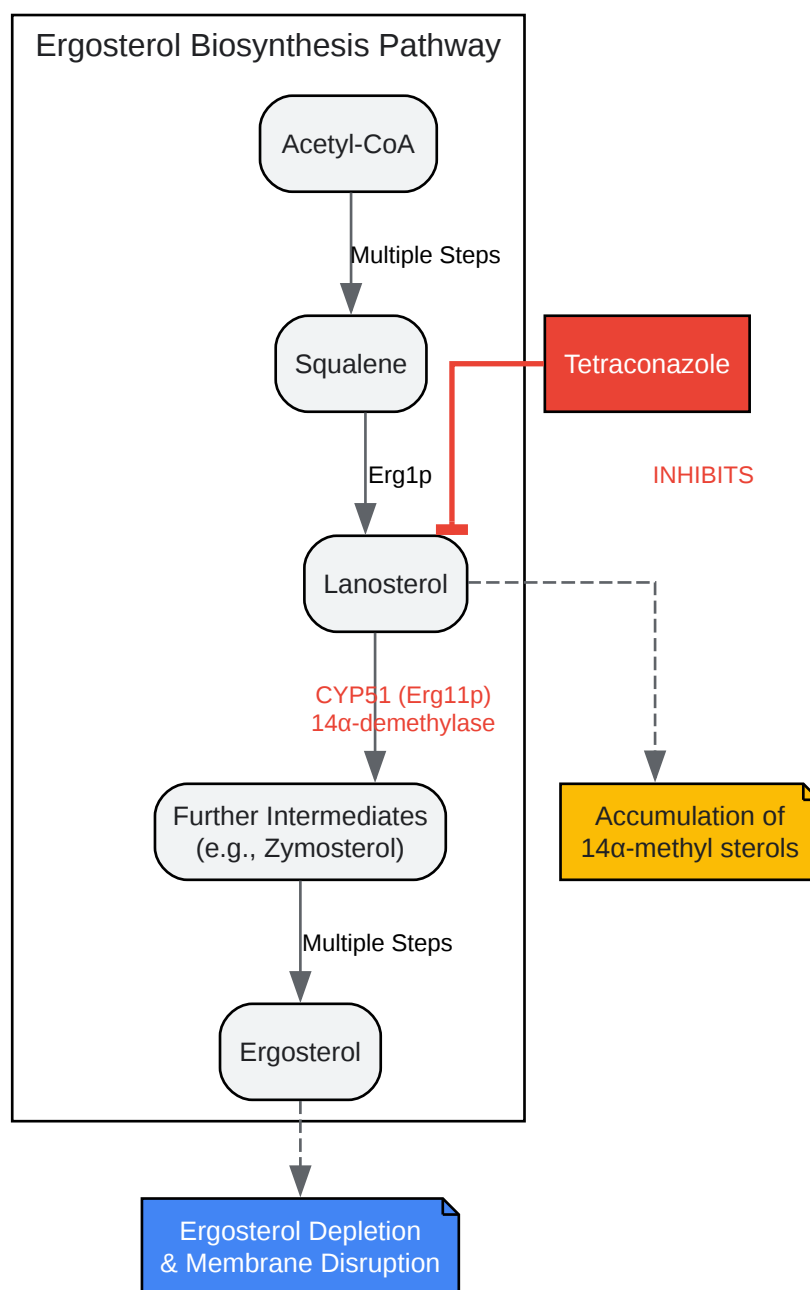 Ergosterol Biosynthesis Pathway
Acetyl-CoA
Multiple Steps
Squalene
Tetraconazole
Erg1p
INHIBITS
Lanosterol
CYP51 (Erg11p)
14α-demethylase
Further Intermediates
(e.g., Zymosterol)
Accumulation of
14α-methyl sterols
Multiple Steps
Ergosterol
Ergosterol Depletion
& Membrane Disruption